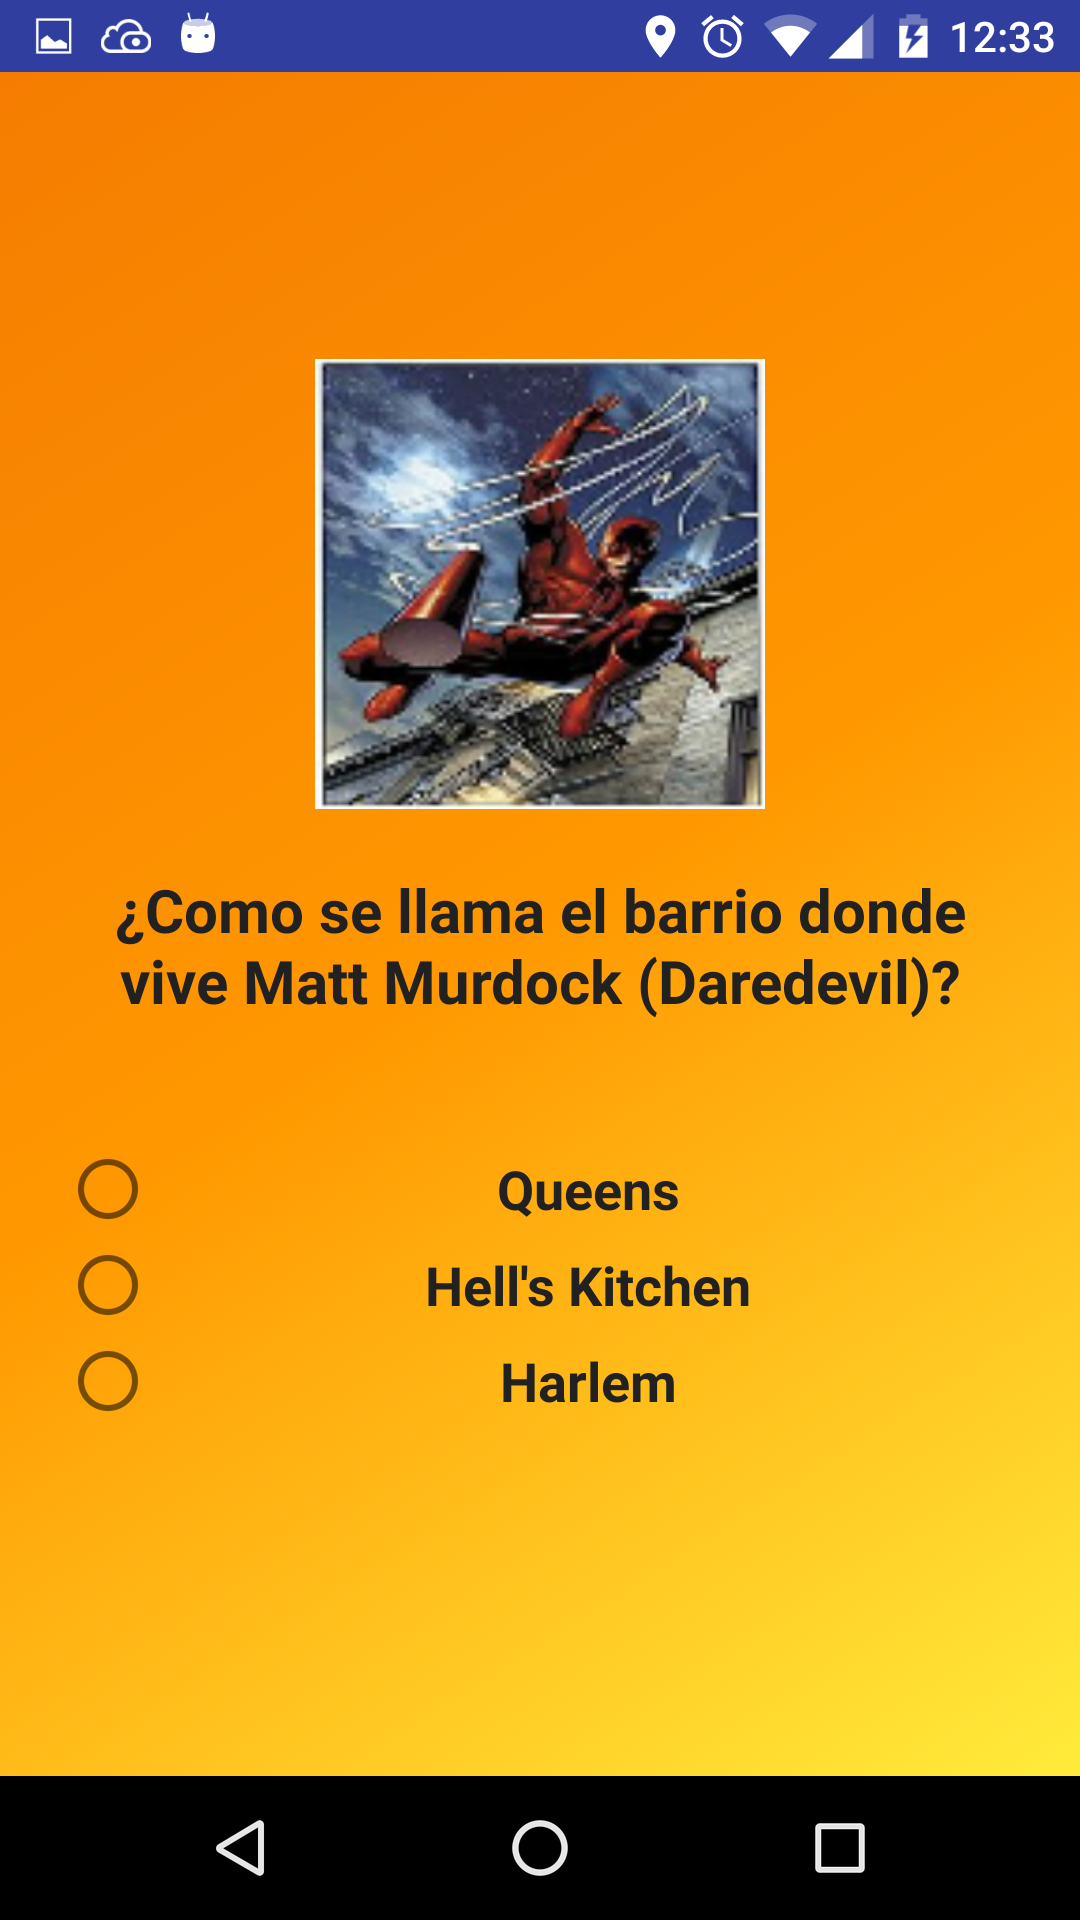 12:33
¿Como se llama el barrio donde
vive Matt Murdock (Daredevil)?
Queens
Hell's Kitchen
Harlem